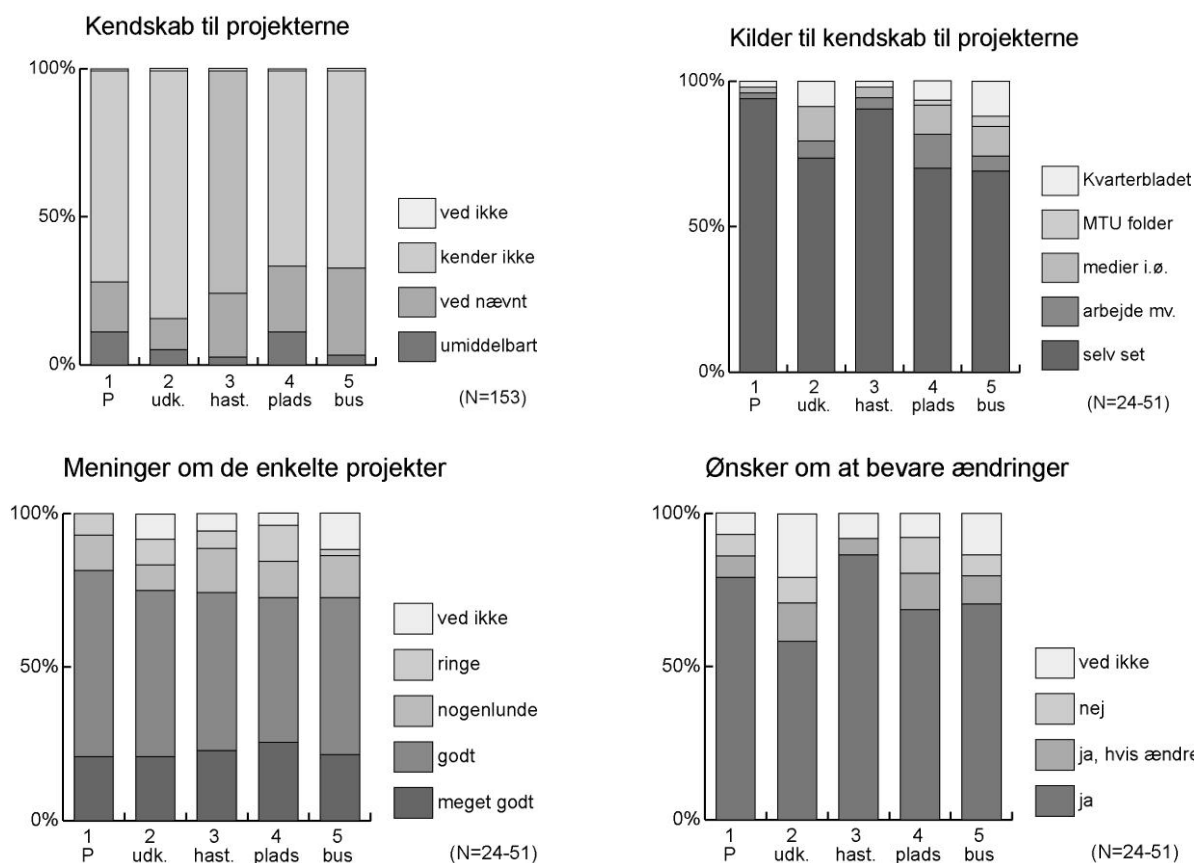 Kendskab til projekterne
100%
50%
0%
1 2 3 4 5
P udk. hast. plads bus
ved ikke
kender ikke
ved nævnt
umiddelbart
(N=153)
Kilder til kendskab til projekterne
100%
50%
0%
1 2 3 4 5
P udk. hast. plads bus
Kvarterbladet
MTU folder
medier i.ø.
arbejde mv.
selv set
(N=24-51)
Meninger om de enkelte projekter
100%
50%
0%
1 2 3 4 5
P udk. hast. plads bus
ved ikke
ringe
nogenlunde
godt
meget godt
(N=24-51)
Ønsker om at bevare ændringer
100%
50%
0%
1 2 3 4 5
P udk. hast. plads bus
ved ikke
nej
ja, hvis ændre
ja
(N=24-51)